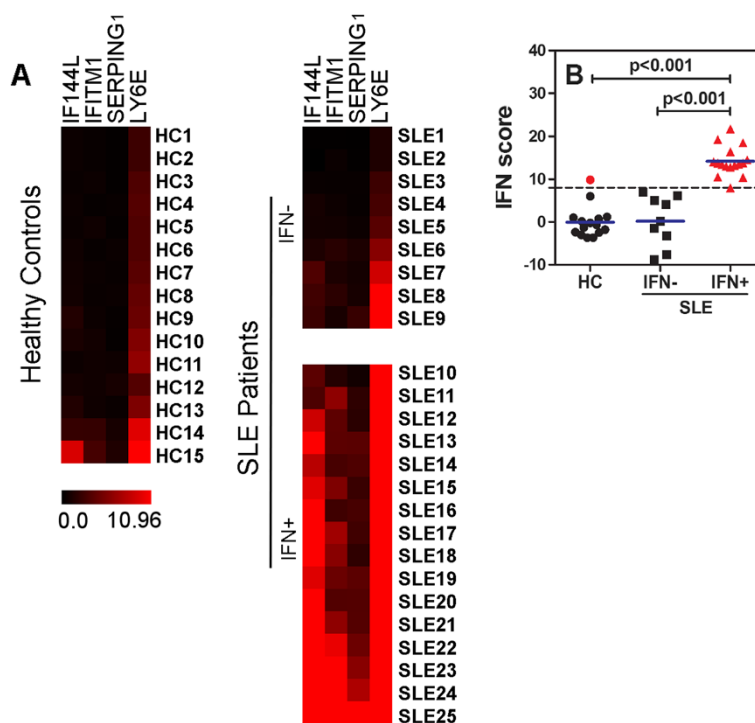 A
IF144L
IFITM1
SERPING1
LY6E
Healthy Controls
HC1
HC2
HC3
HC4
HC5
HC6
HC7
HC8
HC9
HC10
HC11
HC12
HC13
HC14
HC15
0.0 10.96
IF144L
IFITM1
SERPING1
LY6E
SLE Patients
IFN-
SLE1
SLE2
SLE3
SLE4
SLE5
SLE6
SLE7
SLE8
SLE9
IFN+
SLE10
SLE11
SLE12
SLE13
SLE14
SLE15
SLE16
SLE17
SLE18
SLE19
SLE20
SLE21
SLE22
SLE23
SLE24
SLE25
B
p<0.001
p<0.001
IFN score
40
30
20
10
0
-10
HC IFN- IFN+
SLE